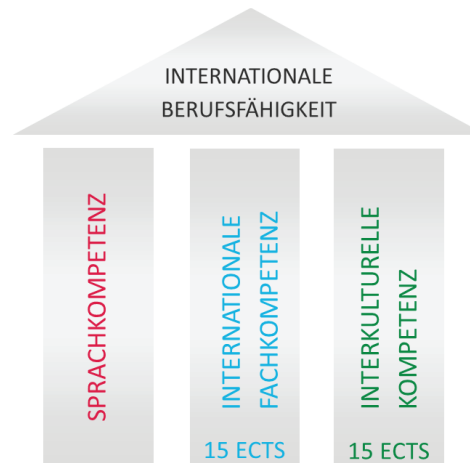 INTERNATIONALE
BERUFSFÄHIGKEIT
SPRACHKOMPETENZ
INTERNATIONALE
FACHKOMPETENZ
15 ECTS
INTERKULTURELLE
KOMPETENZ
15 ECTS